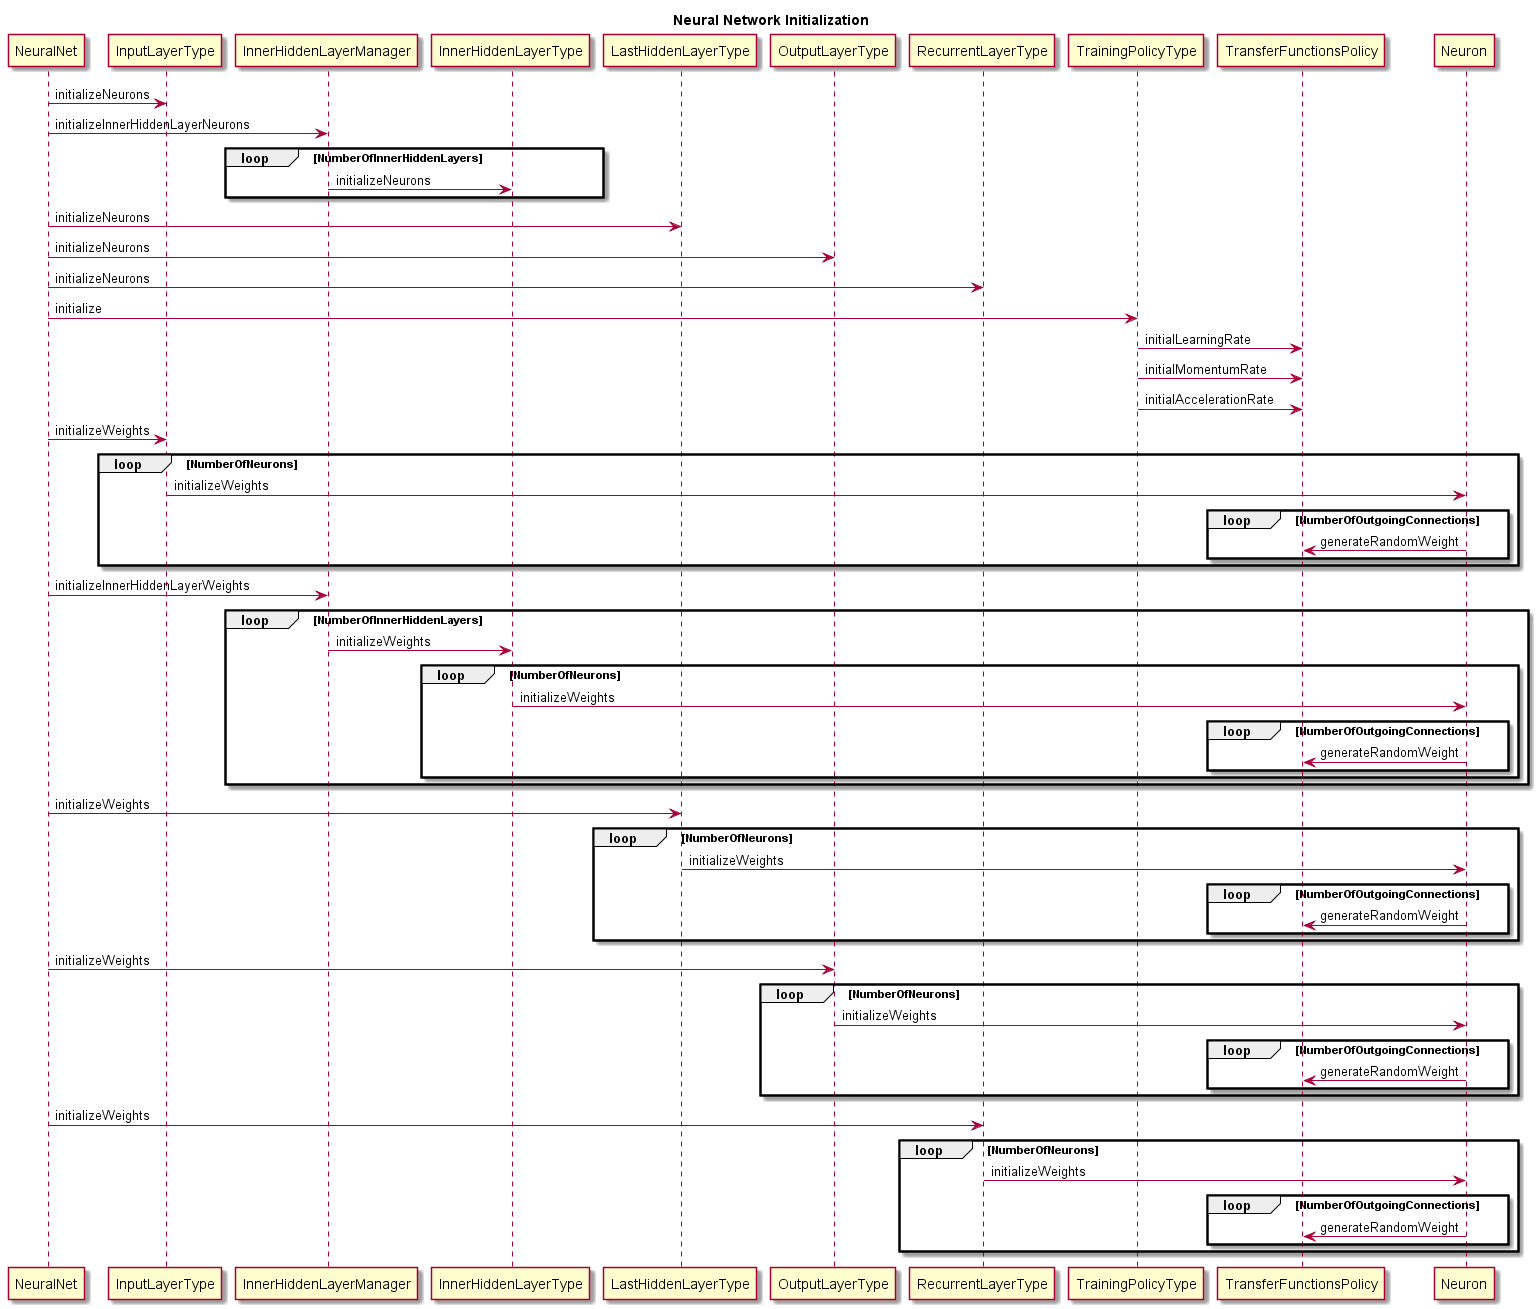 Neural Network Initialization
NeuralNet InputLayerType InnerHiddenLayerManager InnerHiddenLayerType LastHiddenLayerType OutputLayerType RecurrentLayerType TrainingPolicyType TransferFunctionsPolicy Neuron
initializeNeurons
initializeInnerHiddenLayerNeurons
loop [NumberOfInnerHiddenLayers]
initializeNeurons
initializeNeurons
initializeNeurons
initializeNeurons
initialize
initialLearningRate
initialMomentumRate
initialAccelerationRate
initializeWeights
loop [NumberOfNeurons]
initializeWeights
loop [NumberOfOutgoingConnections]
generateRandomWeight
initializeInnerHiddenLayerWeights
loop [NumberOfInnerHiddenLayers]
initializeWeights
loop [NumberOfNeurons]
initializeWeights
loop [NumberOfOutgoingConnections]
generateRandomWeight
initializeWeights
loop [NumberOfNeurons]
initializeWeights
loop [NumberOfOutgoingConnections]
generateRandomWeight
initializeWeights
loop [NumberOfNeurons]
initializeWeights
loop [NumberOfOutgoingConnections]
generateRandomWeight
initializeWeights
loop [NumberOfNeurons]
initializeWeights
loop [NumberOfOutgoingConnections]
generateRandomWeight
NeuralNet InputLayerType InnerHiddenLayerManager InnerHiddenLayerType LastHiddenLayerType OutputLayerType RecurrentLayerType TrainingPolicyType TransferFunctionsPolicy Neuron